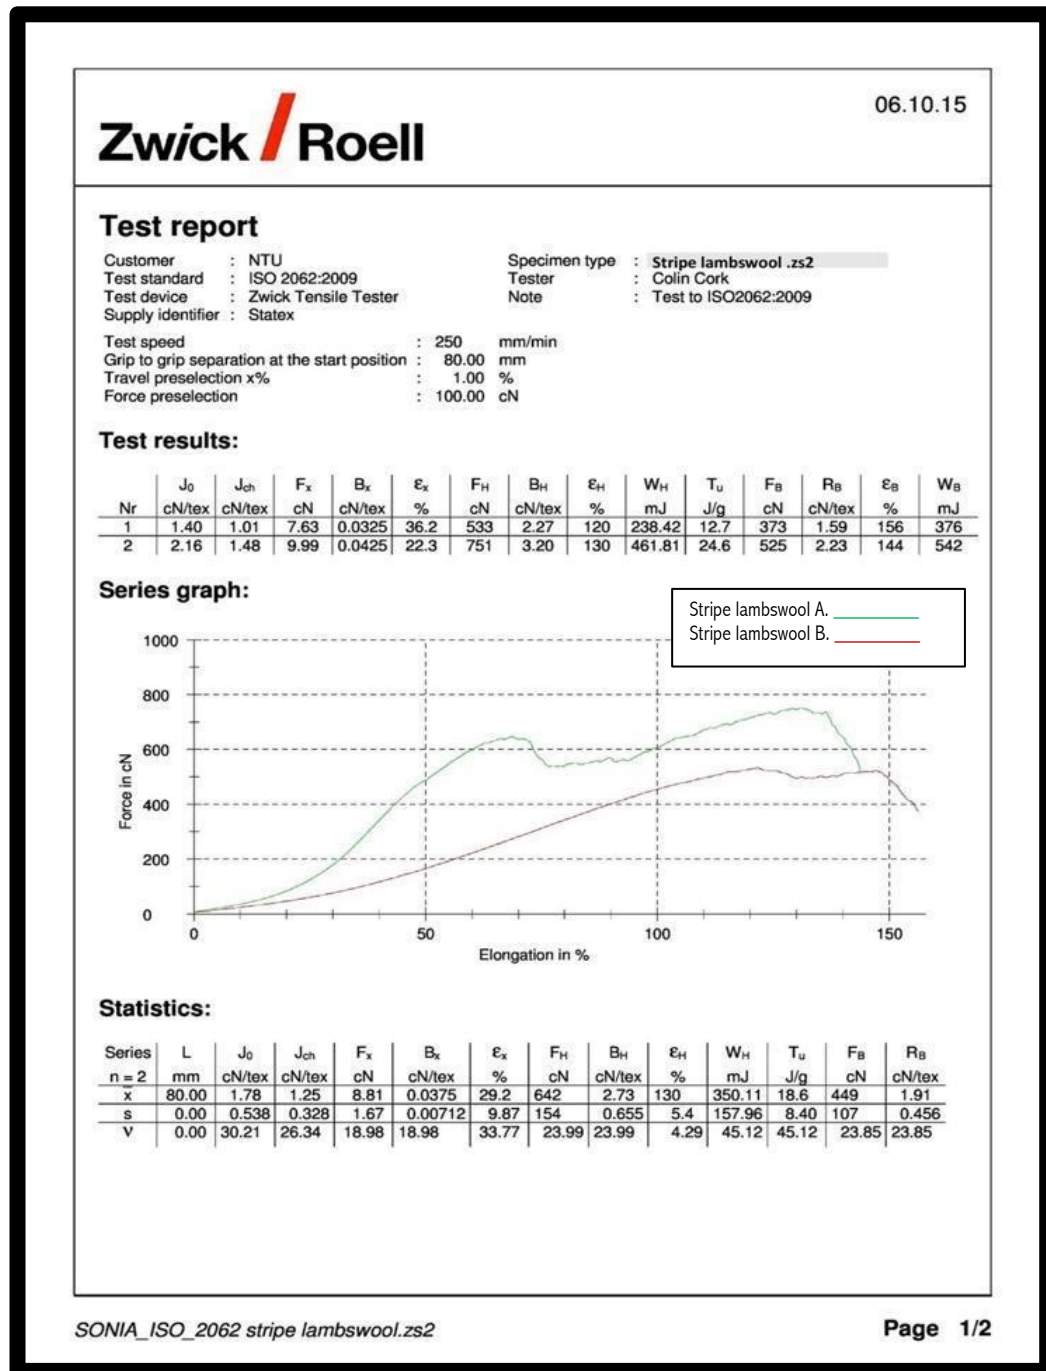 06.10.15
Zwick / Roell
Test report
Customer : NTU Specimen type : Stripe lambswool .zs2
Test standard : ISO 2062:2009 Tester : Colin Cork
Test device : Zwick Tensile Tester Note : Test to ISO2062:2009
Supply identifier : Statex
Test speed : 250 mm/min
Grip to grip separation at the start position : 80.00 mm
Travel preselection x% : 1.00 %
Force preselection : 100.00 cN
Test results:
J0 Jch Fx Bx εx FH BH εH WH Tu FB RB εB WB
Nr cN/tex cN/tex cN cN/tex % cN cN/tex % mJ J/g cN cN/tex % mJ
1 1.40 1.01 7.63 0.0325 36.2 533 2.27 120 238.42 12.7 373 1.59 156 376
2 2.16 1.48 9.99 0.0425 22.3 751 3.20 130 461.81 24.6 525 2.23 144 542
Series graph:
Stripe lambswool A.
Stripe lambswool B.
1000
800
600
400
200
0
Force in cN
0 50 100 150
Elongation in %
Statistics:
Series L J0 Jch Fx Bx εx FH BH εH WH Tu FB RB
n = 2 mm cN/tex cN/tex cN cN/tex % cN cN/tex % mJ J/g cN cN/tex
x̄ 80.00 1.78 1.25 8.81 0.0375 29.2 642 2.73 130 350.11 18.6 449 1.91
s 0.00 0.538 0.328 1.67 0.00712 9.87 154 0.655 5.4 157.96 8.40 107 0.456
ν 0.00 30.21 26.34 18.98 18.98 33.77 23.99 23.99 4.29 45.12 45.12 23.85 23.85
SONIA_ISO_2062 stripe lambswool.zs2 Page 1/2